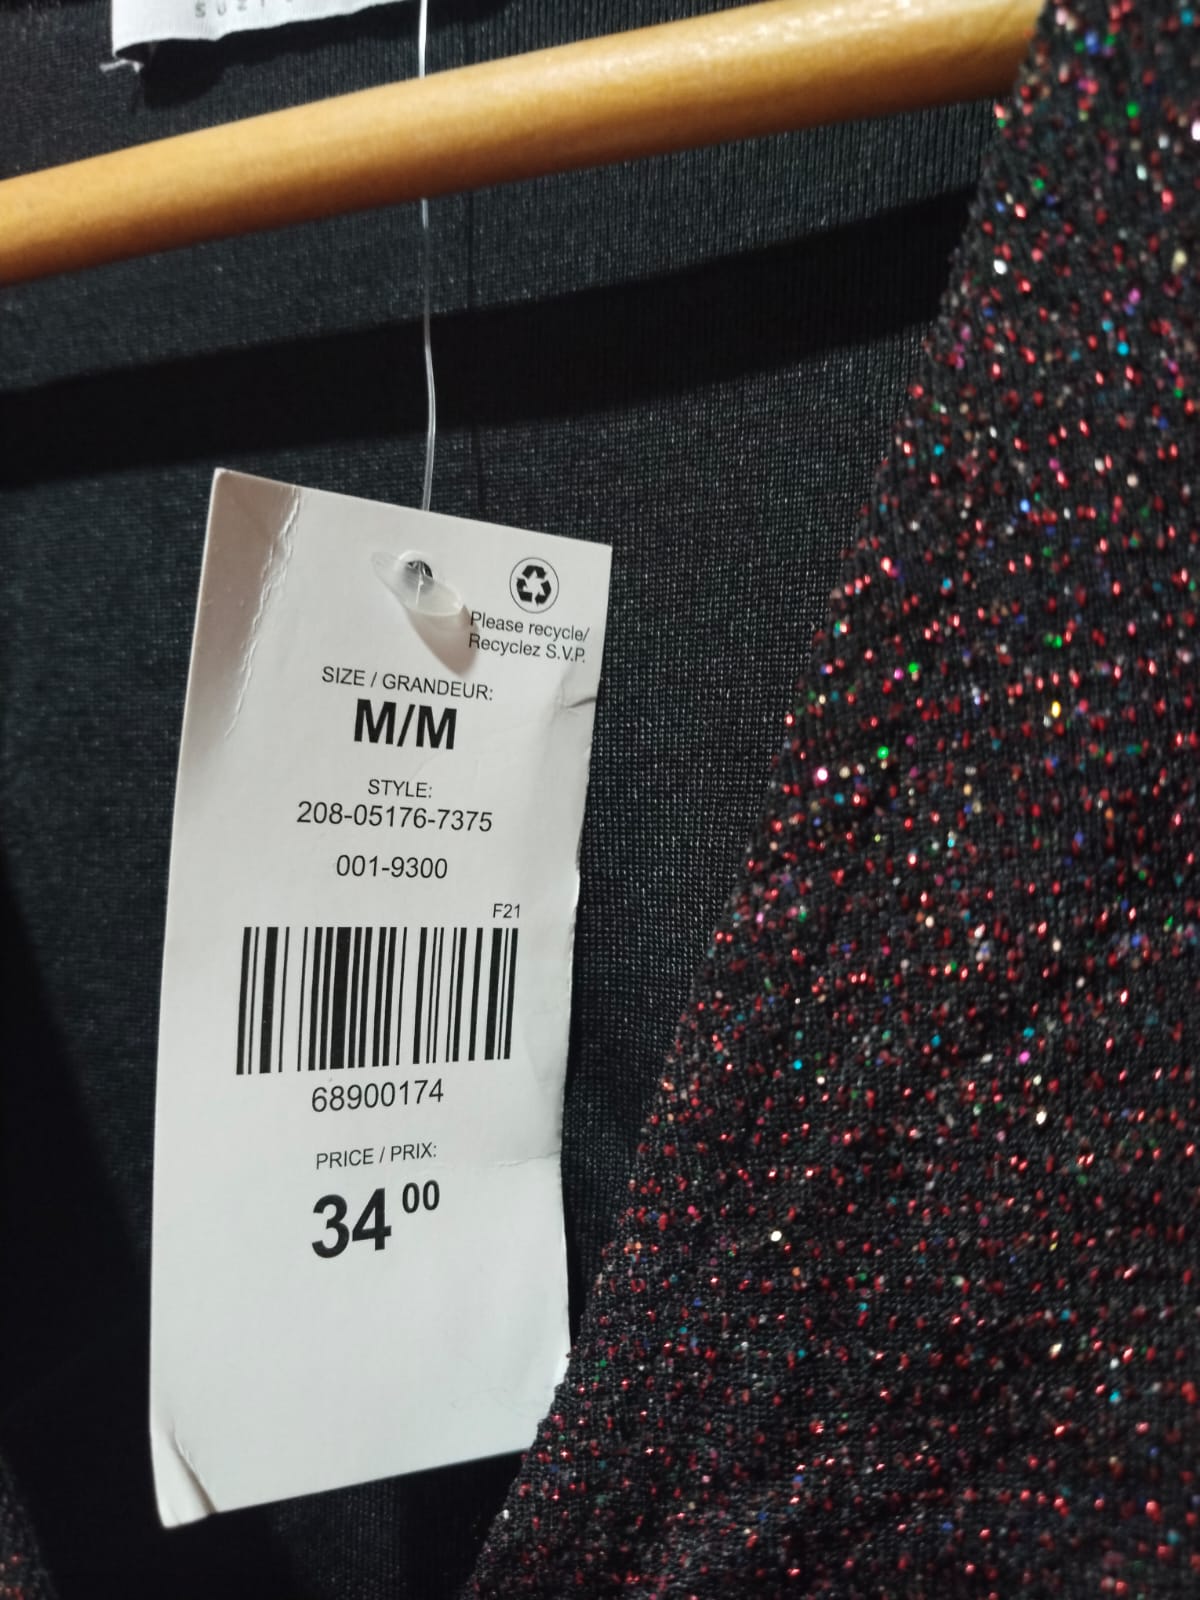 Please recycle/
Recyclez S.V.P.
SIZE / GRANDEUR:
M/M
STYLE:
208-05176-7375
001-9300
F21
68900174
PRICE / PRIX:
34 00